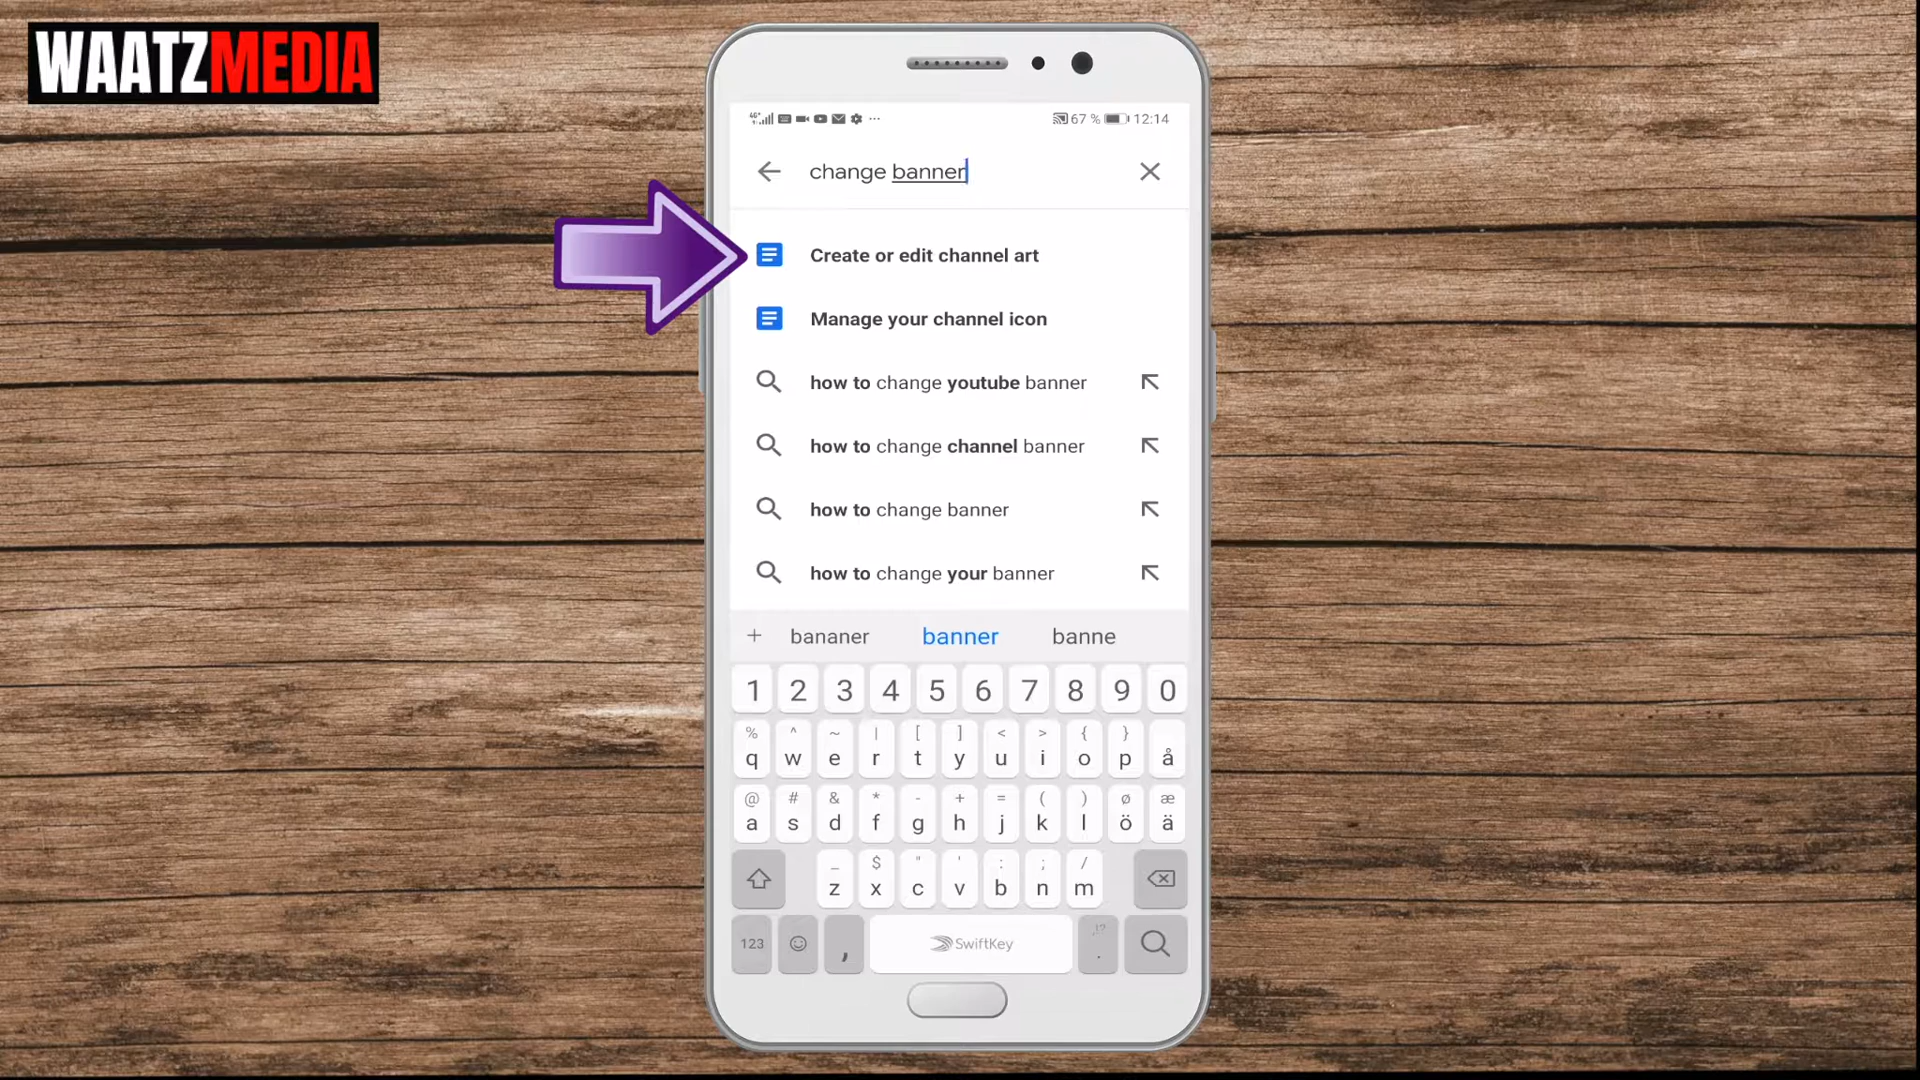 WAATZMEDIA
4G+ ··· 67 % 12:14
change banner
Create or edit channel art
Manage your channel icon
how to change youtube banner
how to change channel banner
how to change banner
how to change your banner
+ bananer banner banne
1 2 3 4 5 6 7 8 9 0
% ^ ~ | [ ] < > { }
q w e r t y u i o p å
@ # & * - + = ( ) ø æ
a s d f g h j k l ö ä
_ $ " ' : ; /
z x c v b n m
,!?
123 , SwiftKey .